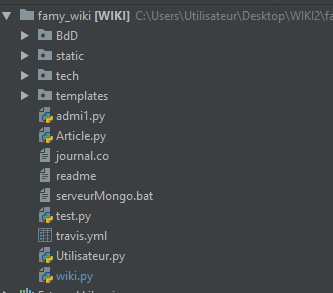 famy_wiki [WIKI] C:\Users\Utilisateur\Desktop\WIKI2\fa
BdD
static
tech
templates
admi1.py
Article.py
journal.co
readme
serveurMongo.bat
test.py
travis.yml
Utilisateur.py
wiki.py